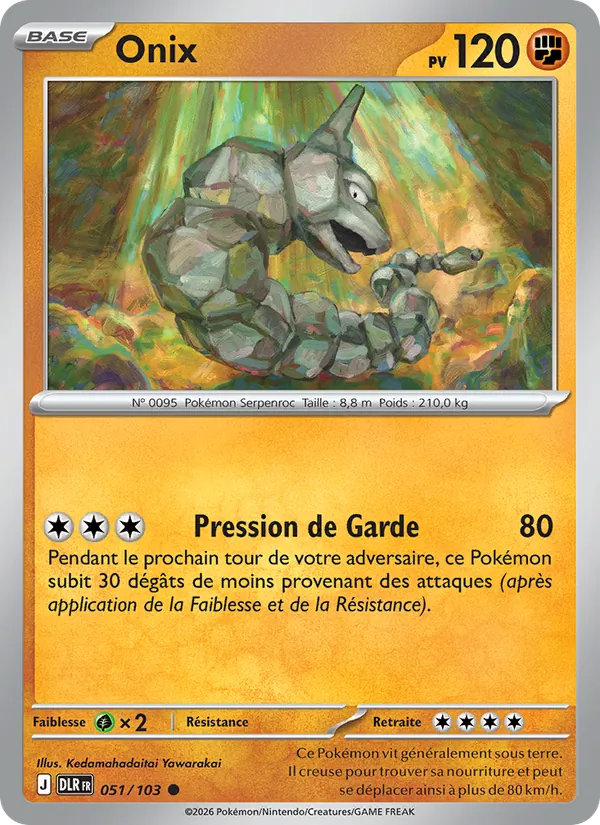 BASE Onix PV 120
Nº 0095 Pokémon Serpenroc Taille : 8,8 m Poids : 210,0 kg
Pression de Garde 80
Pendant le prochain tour de votre adversaire, ce Pokémon
subit 30 dégâts de moins provenant des attaques (après
application de la Faiblesse et de la Résistance).
Faiblesse × 2 Résistance Retraite
Illus. Kedamahadaitai Yawarakai
J DLR FR 051/103
Ce Pokémon vit généralement sous terre.
Il creuse pour trouver sa nourriture et peut
se déplacer ainsi à plus de 80 km/h.
©2026 Pokémon/Nintendo/Creatures/GAME FREAK